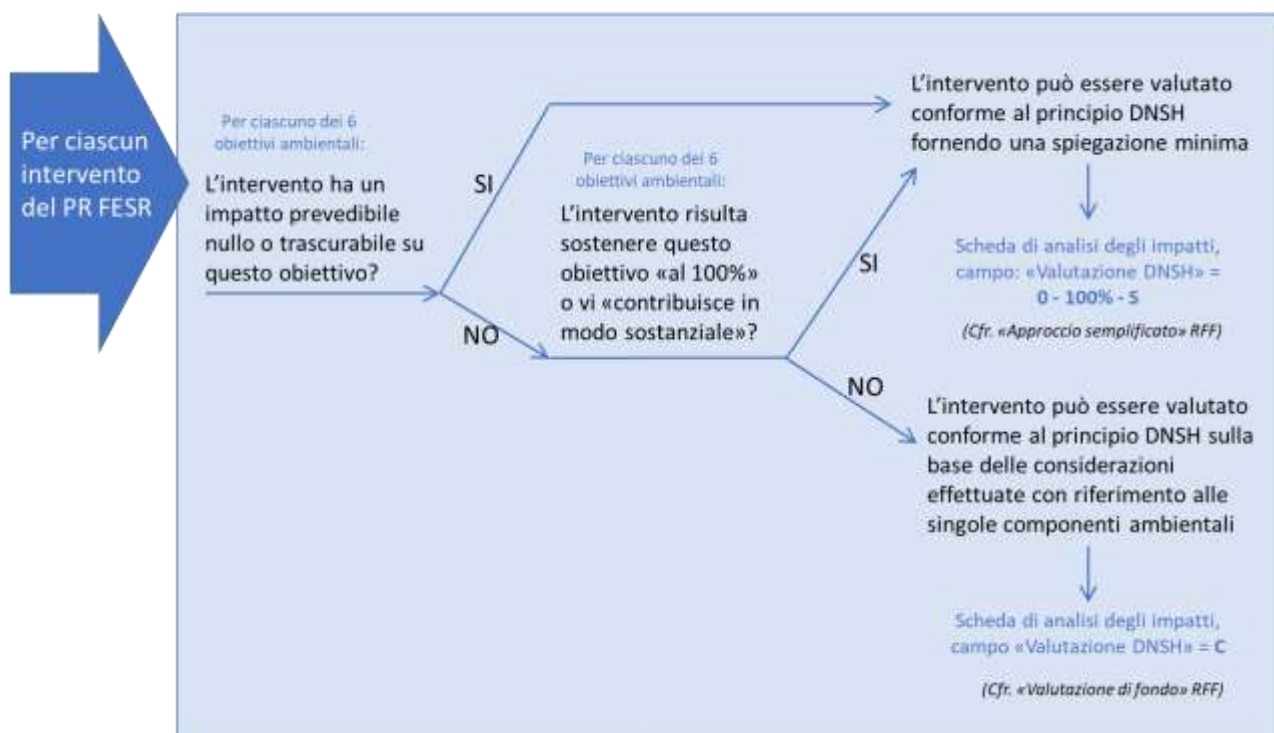 Per ciascun
intervento
del PR FESR
Per ciascuno dei 6
obiettivi ambientali:
L'intervento ha un
impatto prevedibile
nullo o trascurabile su
questo obiettivo?
SI
NO
Per ciascuno dei 6
obiettivi ambientali:
L'intervento risulta
sostenere questo
obiettivo «al 100%»
o vi «contribuisce in
modo sostanziale»?
SI
NO
L'intervento può essere valutato
conforme al principio DNSH
fornendo una spiegazione minima
Scheda di analisi degli impatti,
campo: «Valutazione DNSH» =
0 - 100% - S
(Cfr. «Approccio semplificato» RFF)
L'intervento può essere valutato
conforme al principio DNSH sulla
base delle considerazioni
effettuate con riferimento alle
singole componenti ambientali
Scheda di analisi degli impatti,
campo «Valutazione DNSH» = C
(Cfr. «Valutazione di fondo» RFF)